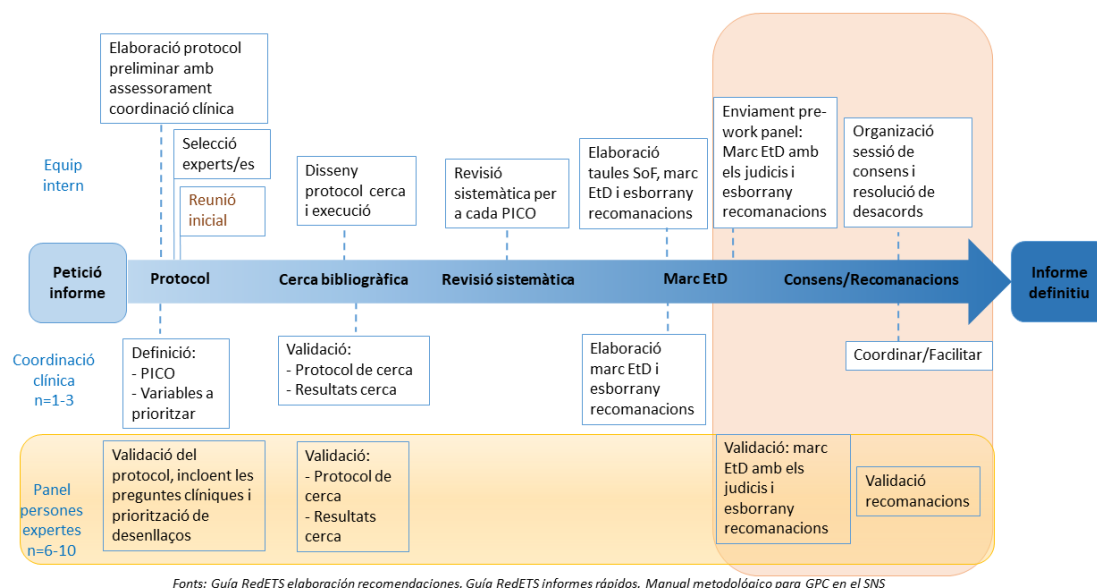 Elaboració protocol
preliminar amb
assessorament
coordinació clínica
Equip
intern
Selecció
experts/es
Reunió
inicial
Disseny
protocol cerca
i execució
Revisió
sistemàtica per
a cada PICO
Elaboració
taules SoF, marc
EtD i esborrany
recomanacions
Enviament pre-
work panel:
Marc EtD amb
els judicis i
esborrany
recomanacions
Organizació
sessió de
consens i
resolució de
desacords
Petició
informe
Protocol
Cerca bibliogràfica
Revisió sistemàtica
Marc EtD
Consens/Recomanacions
Informe
definitiu
Coordinació
clínica
n=1-3
Definició:
- PICO
- Variables a
prioritzar
Validació:
- Protocol de cerca
- Resultats cerca
Elaboració
marc EtD i
esborrany
recomanacions
Coordinar/Facilitar
Panel
persones
expertes
n=6-10
Validació del
protocol, incloent les
preguntes clíniques i
priorització de
desenllaços
Validació:
- Protocol de
cerca
- Resultats
cerca
Validació: marc
EtD amb els
judicis i
esborrany
recomanacions
Validació
recomanacions
Fonts: Guía RedETS elaboración recomendaciones, Guía RedETS informes rápidos, Manual metodológico para GPC en el SNS